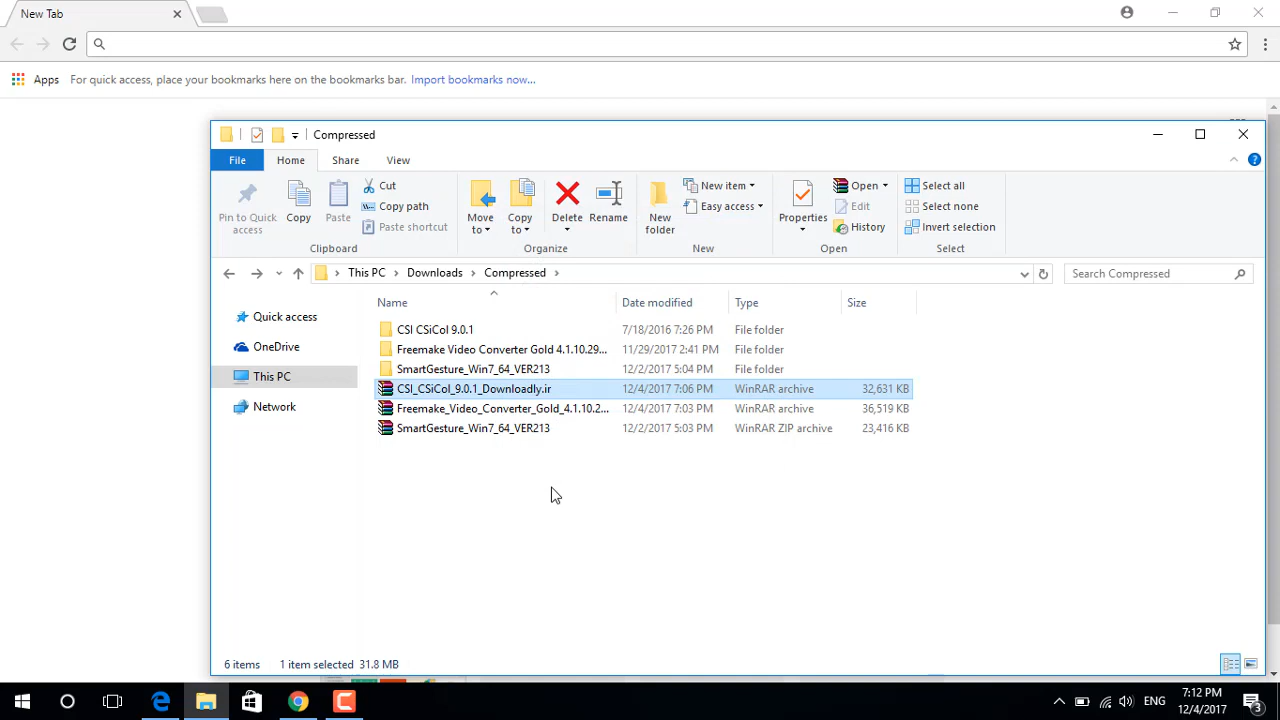 New Tab
Apps For quick access, place your bookmarks here on the bookmarks bar. Import bookmarks now...
Compressed
File Home Share View
Pin to Quick access
Copy
Paste
Cut
Copy path
Paste shortcut
Clipboard
Move to
Copy to
Delete
Rename
Organize
New folder
New item
Easy access
New
Properties
Open
Edit
History
Open
Select all
Select none
Invert selection
Select
This PC Downloads Compressed
Search Compressed
Quick access
OneDrive
This PC
Network
Name Date modified Type Size
CSI CSiCol 9.0.1 7/18/2016 7:26 PM File folder
Freemake Video Converter Gold 4.1.10.29... 11/29/2017 2:41 PM File folder
SmartGesture_Win7_64_VER213 12/2/2017 5:04 PM File folder
CSI_CSiCol_9.0.1_Downloadly.ir 12/4/2017 7:06 PM WinRAR archive 32,631 KB
Freemake_Video_Converter_Gold_4.1.10.2... 12/4/2017 7:03 PM WinRAR archive 36,519 KB
SmartGesture_Win7_64_VER213 12/2/2017 5:03 PM WinRAR ZIP archive 23,416 KB
6 items 1 item selected 31.8 MB
ENG
7:12 PM
12/4/2017
3